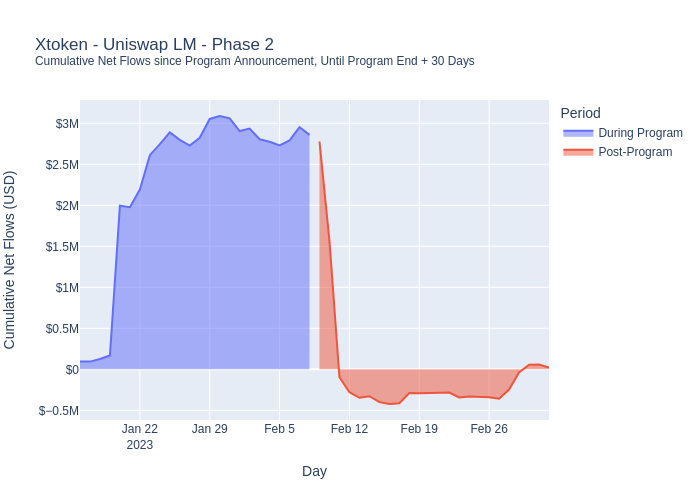 Xtoken - Uniswap LM - Phase 2
Cumulative Net Flows since Program Announcement, Until Program End + 30 Days
Period
During Program
Post-Program
Cumulative Net Flows (USD)
$3M
$2.5M
$2M
$1.5M
$1M
$0.5M
$0
$−0.5M
Jan 22
2023
Jan 29
Feb 5
Feb 12
Feb 19
Feb 26
Day